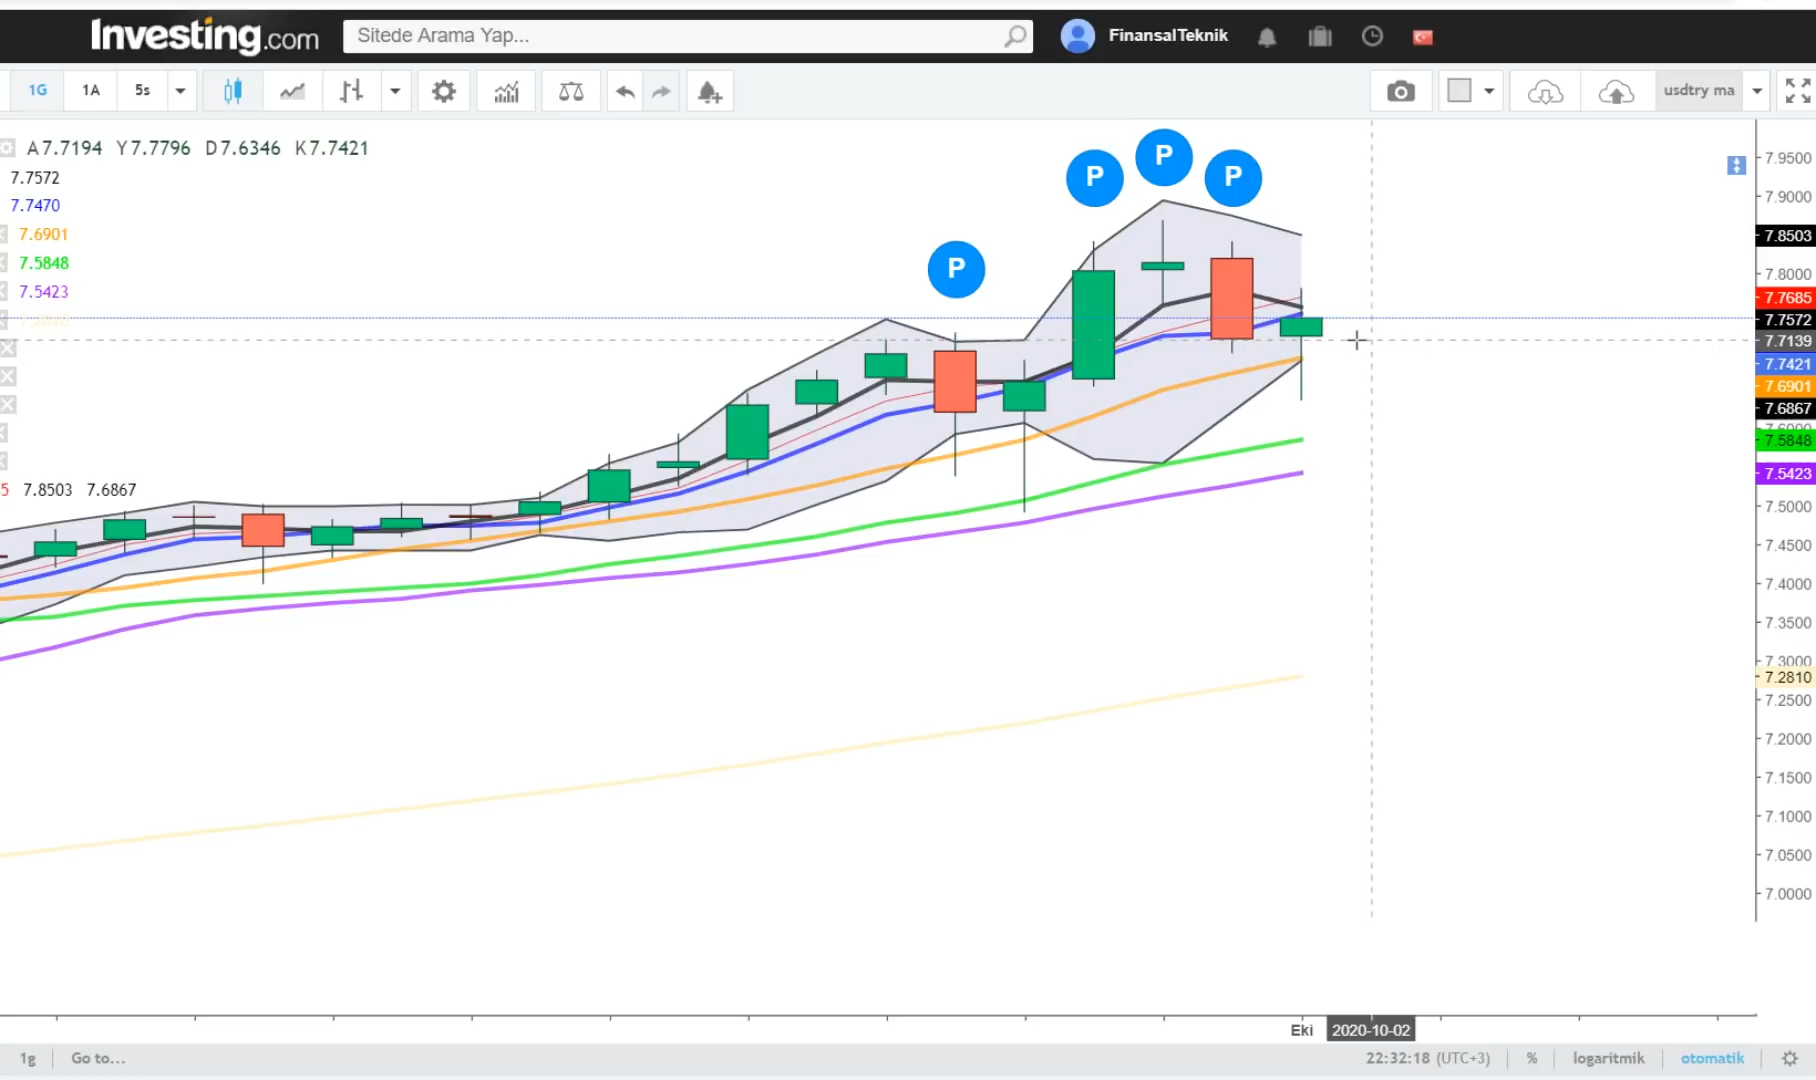 Investing.com
Sitede Arama Yap...
FinansalTeknik
1G 1A 5s
usdtry ma
A7.7194 Y7.7796 D7.6346 K7.7421
7.7572
7.7470
7.6901
7.5848
7.5423
5 7.8503 6.6867
P
P
P
P
7.9500
7.9000
7.8503
7.8000
7.7685
7.7572
7.7139
7.7421
7.6901
7.6867
7.5848
7.5423
7.5000
7.4500
7.4000
7.3500
7.3000
7.2810
7.2500
7.2000
7.1500
7.1000
7.0500
7.0000
Eki 2020-10-02
1g Go to...
22:32:18 (UTC+3) % logaritmik otomatik